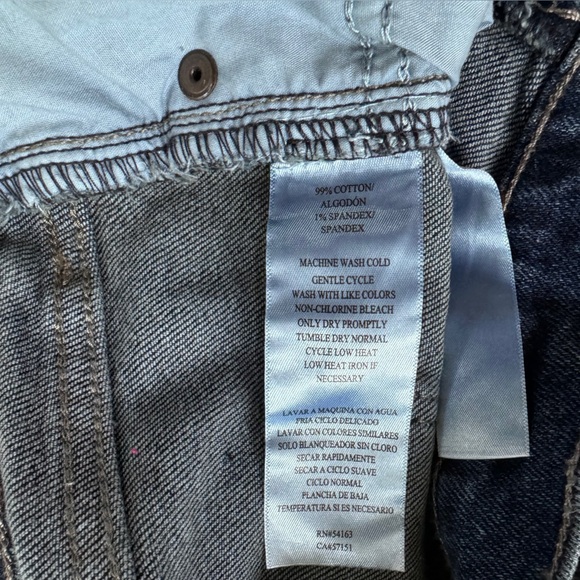 99% COTTON/
ALGODÓN
1% SPANDEX/
SPANDEX
MACHINE WASH COLD
GENTLE CYCLE
WASH WITH LIKE COLORS
NON-CHLORINE BLEACH
ONLY DRY PROMPTLY
TUMBLE DRY NORMAL
CYCLE LOW HEAT
LOW HEAT IRON IF
NECESSARY
LAVAR A MAQUINA CON AGUA
FRIA CICLO DELICADO
LAVAR CON COLORES SIMILARES
SOLO BLANQUEADOR SIN CLORO
SECAR RAPIDAMENTE
SECAR A CICLO SUAVE
CICLO NORMAL
PLANCHA DE BAJA
TEMPERATURA SI ES NECESARIO
RN#54163
CA#57151